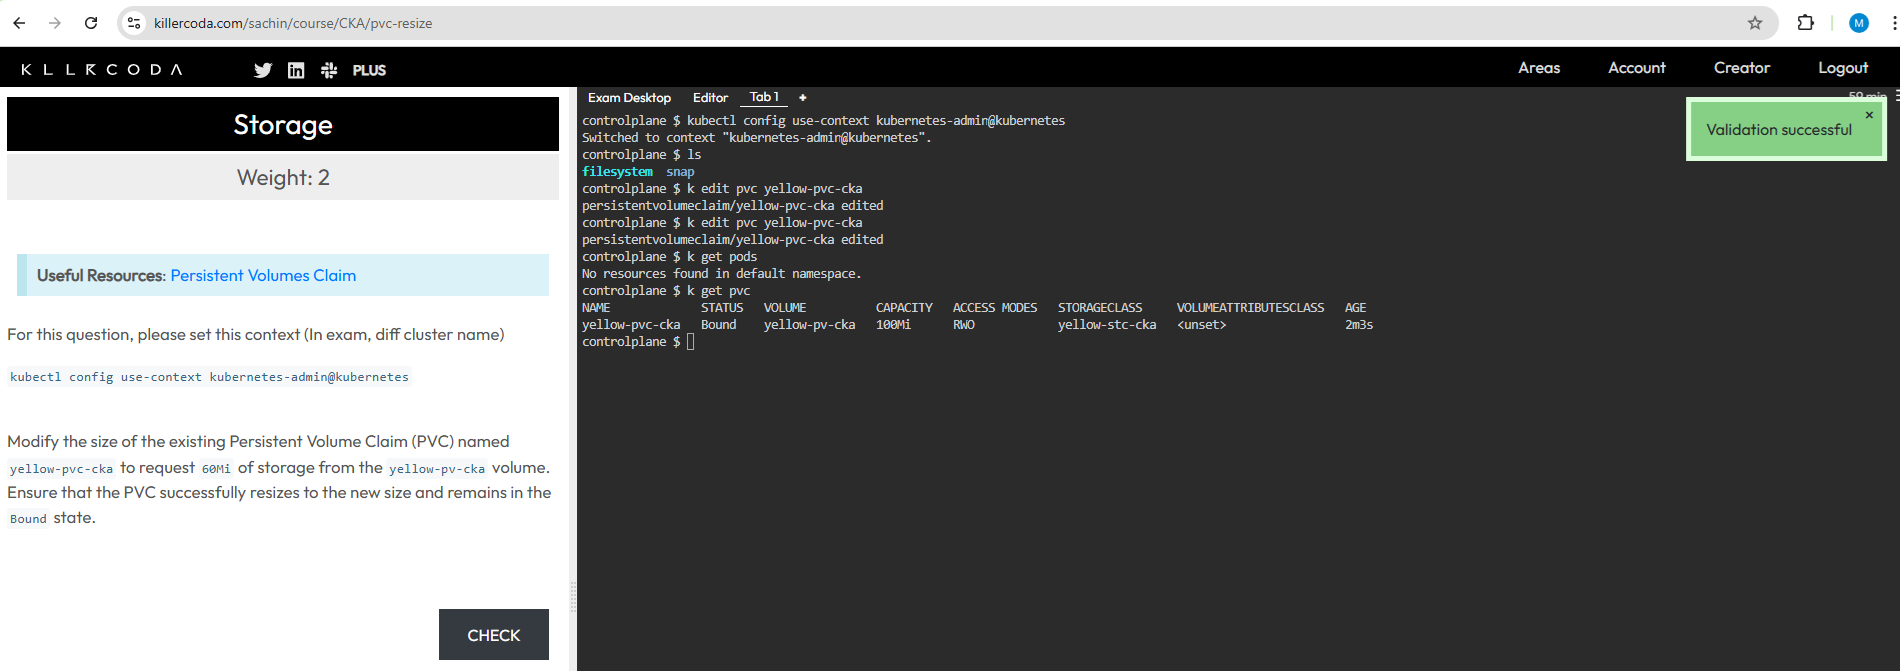 killercoda.com/sachin/course/CKA/pvc-resize
M
KLLRCODA
PLUS
Areas
Account
Creator
Logout
Storage
Weight: 2
Useful Resources: Persistent Volumes Claim
For this question, please set this context (In exam, diff cluster name)
kubectl config use-context kubernetes-admin@kubernetes
Modify the size of the existing Persistent Volume Claim (PVC) named
yellow-pvc-cka to request 60Mi of storage from the yellow-pv-cka volume.
Ensure that the PVC successfully resizes to the new size and remains in the
Bound state.
CHECK
Exam Desktop Editor Tab 1 +
59 min
Validation successful ×
controlplane $ kubectl config use-context kubernetes-admin@kubernetes
Switched to context "kubernetes-admin@kubernetes".
controlplane $ ls
filesystem snap
controlplane $ k edit pvc yellow-pvc-cka
persistentvolumeclaim/yellow-pvc-cka edited
controlplane $ k edit pvc yellow-pvc-cka
persistentvolumeclaim/yellow-pvc-cka edited
controlplane $ k get pods
No resources found in default namespace.
controlplane $ k get pvc
NAME STATUS VOLUME CAPACITY ACCESS MODES STORAGECLASS VOLUMEATTRIBUTESCLASS AGE
yellow-pvc-cka Bound yellow-pv-cka 100Mi RWO yellow-stc-cka <unset> 2m3s
controlplane $